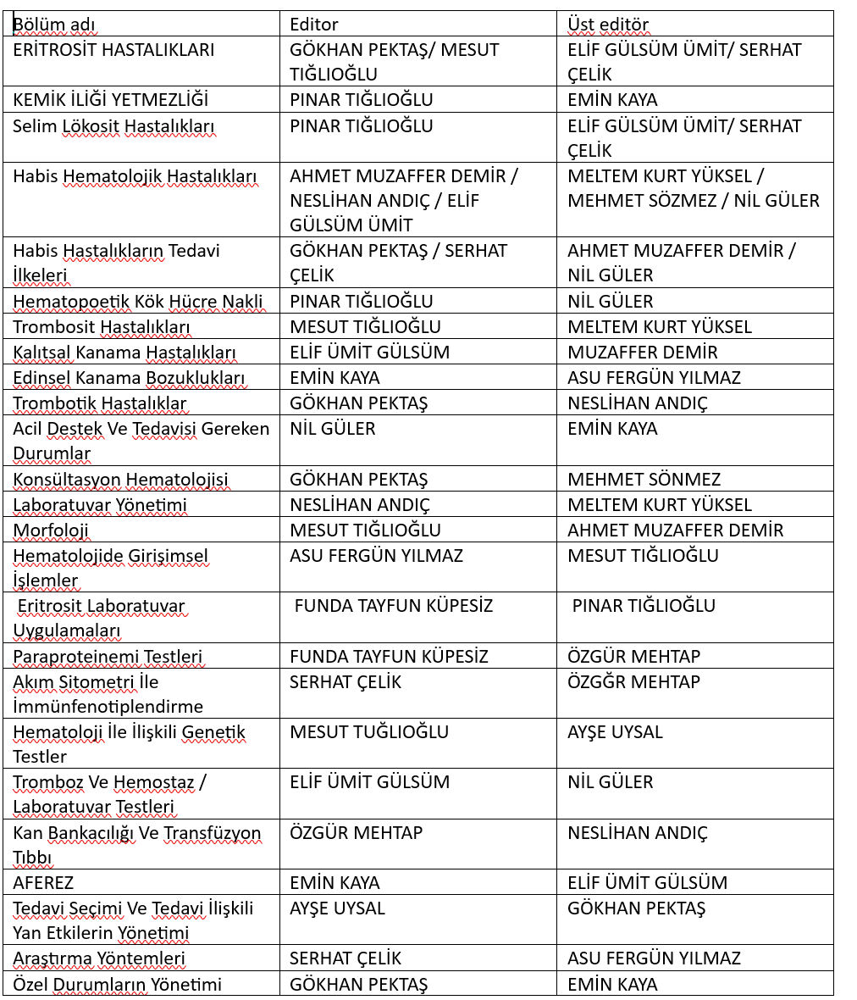 Bölüm adı Editor Üst editör
ERİTROSİT HASTALIKLARI GÖKHAN PEKTAŞ/ MESUT ELİF GÜLSÜM ÜMİT/ SERHAT
TIĞLIOĞLU ÇELİK
KEMİK İLİĞİ YETMEZLİĞİ PINAR TIĞLIOĞLU EMİN KAYA
Selim Lökosit Hastalıkları PINAR TIĞLIOĞLU ELİF GÜLSÜM ÜMİT/ SERHAT
ÇELİK
Habis Hematolojik Hastalıkları AHMET MUZAFFER DEMİR / MELTEM KURT YÜKSEL /
NESLİHAN ANDIÇ / ELİF MEHMET SÖZMEZ / NİL GÜLER
GÜLSÜM ÜMİT
Habis Hastalıkların Tedavi GÖKHAN PEKTAŞ / SERHAT AHMET MUZAFFER DEMİR /
İlkeleri ÇELİK NİL GÜLER
Hematopoetik Kök Hücre Nakli PINAR TIĞLIOĞLU NİL GÜLER
Trombosit Hastalıkları MESUT TIĞLIOĞLU MELTEM KURT YÜKSEL
Kalıtsal Kanama Hastalıkları ELİF ÜMİT GÜLSÜM MUZAFFER DEMİR
Edinsel Kanama Bozuklukları EMİN KAYA ASU FERGÜN YILMAZ
Trombotik Hastalıklar GÖKHAN PEKTAŞ NESLİHAN ANDIÇ
Acil Destek Ve Tedavisi Gereken NİL GÜLER EMİN KAYA
Durumlar
Konsültasyon Hematolojisi GÖKHAN PEKTAŞ MEHMET SÖNMEZ
Laboratuvar Yönetimi NESLİHAN ANDIÇ MELTEM KURT YÜKSEL
Morfoloji MESUT TIĞLIOĞLU AHMET MUZAFFER DEMİR
Hematolojide Girişimsel ASU FERGÜN YILMAZ MESUT TIĞLIOĞLU
İşlemler
Eritrosit Laboratuvar FUNDA TAYFUN KÜPESİZ PINAR TIĞLIOĞLU
Uygulamaları
Paraproteinemi Testleri FUNDA TAYFUN KÜPESİZ ÖZGÜR MEHTAP
Akım Sitometri İle SERHAT ÇELİK ÖZGĞR MEHTAP
İmmünfenotiplendirme
Hematoloji İle İlişkili Genetik MESUT TUĞLIOĞLU AYŞE UYSAL
Testler
Tromboz Ve Hemostaz / ELİF ÜMİT GÜLSÜM NİL GÜLER
Laboratuvar Testleri
Kan Bankacılığı Ve Transfüzyon ÖZGÜR MEHTAP NESLİHAN ANDIÇ
Tıbbı
AFEREZ EMİN KAYA ELİF ÜMİT GÜLSÜM
Tedavi Seçimi Ve Tedavi İlişkili AYŞE UYSAL GÖKHAN PEKTAŞ
Yan Etkilerin Yönetimi
Araştırma Yöntemleri SERHAT ÇELİK ASU FERGÜN YILMAZ
Özel Durumların Yönetimi GÖKHAN PEKTAŞ EMİN KAYA